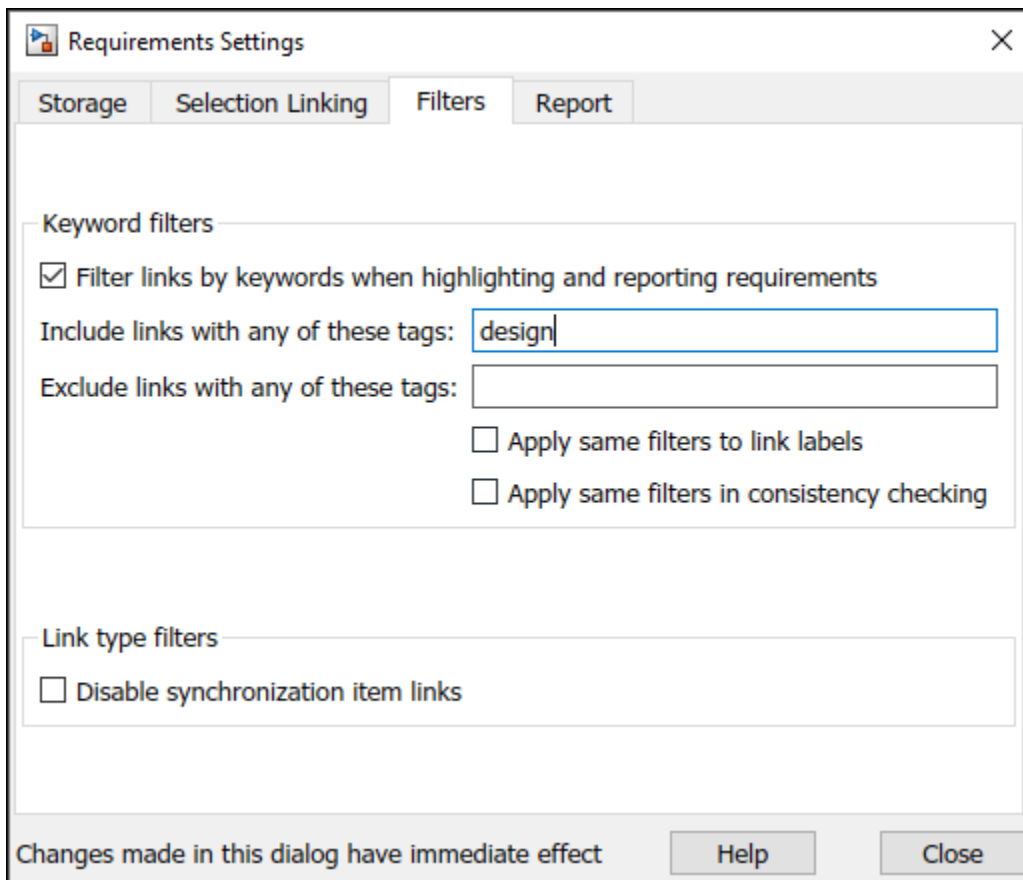 Requirements Settings
Storage Selection Linking Filters Report
Keyword filters
Filter links by keywords when highlighting and reporting requirements
Include links with any of these tags: design
Exclude links with any of these tags:
Apply same filters to link labels
Apply same filters in consistency checking
Link type filters
Disable synchronization item links
Changes made in this dialog have immediate effect Help Close